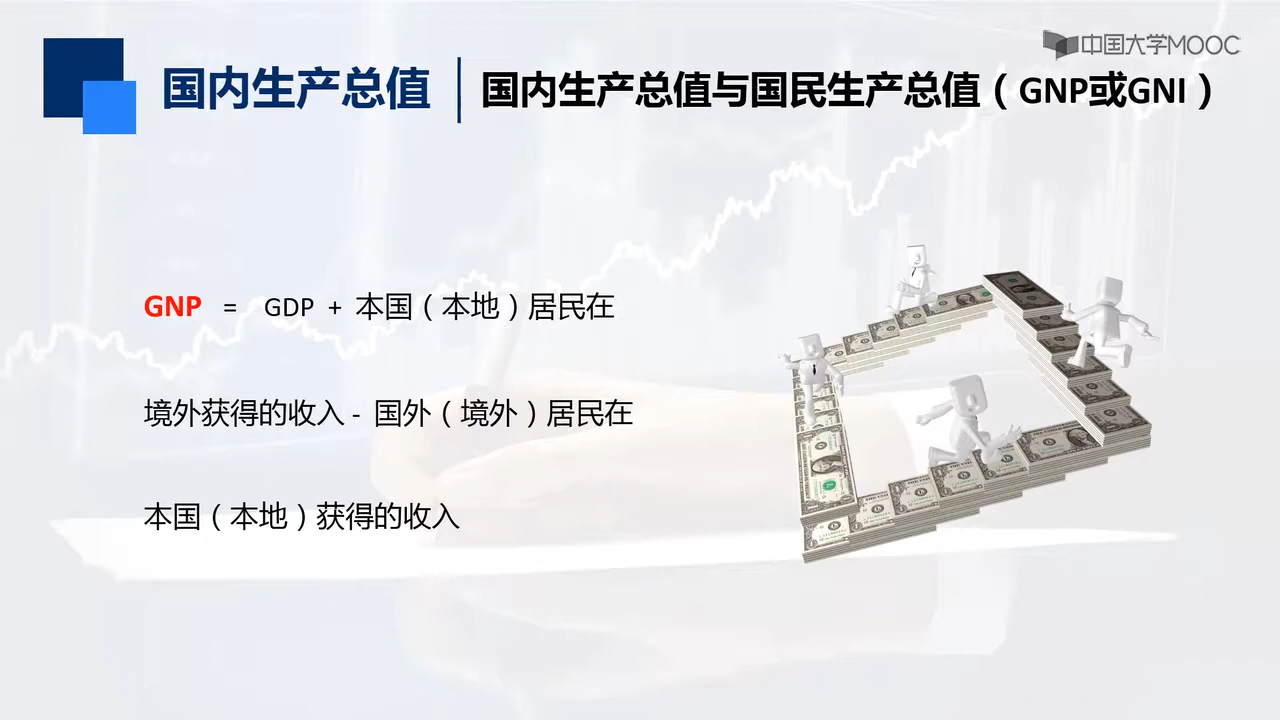 中国大学MOOC
国内生产总值 国内生产总值与国民生产总值（GNP或GNI）
GNP = GDP + 本国（本地）居民在
境外获得的收入 - 国外（境外）居民在
本国（本地）获得的收入